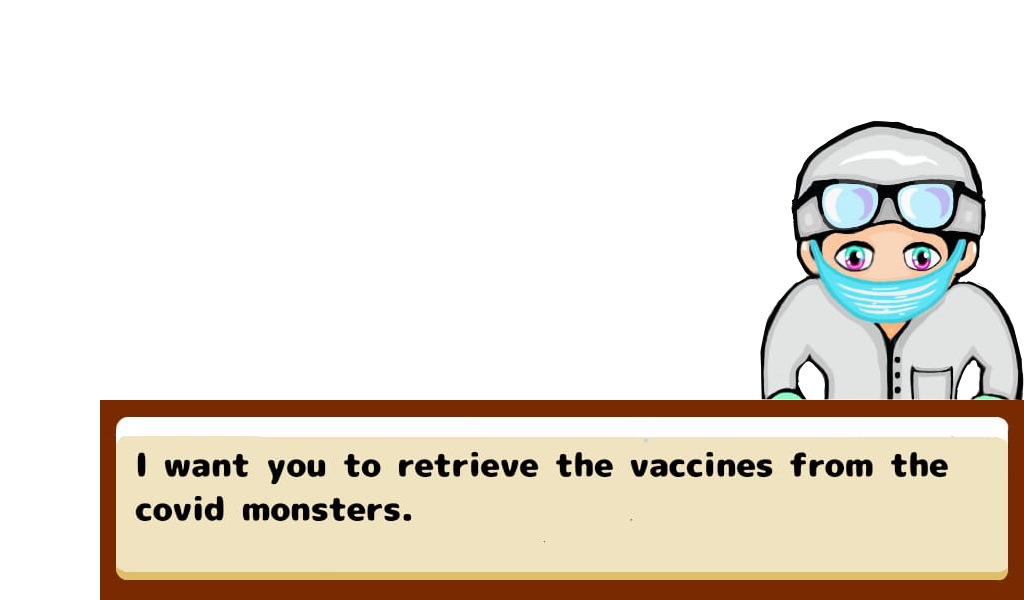 I want you to retrieve the vaccines from the
covid monsters.